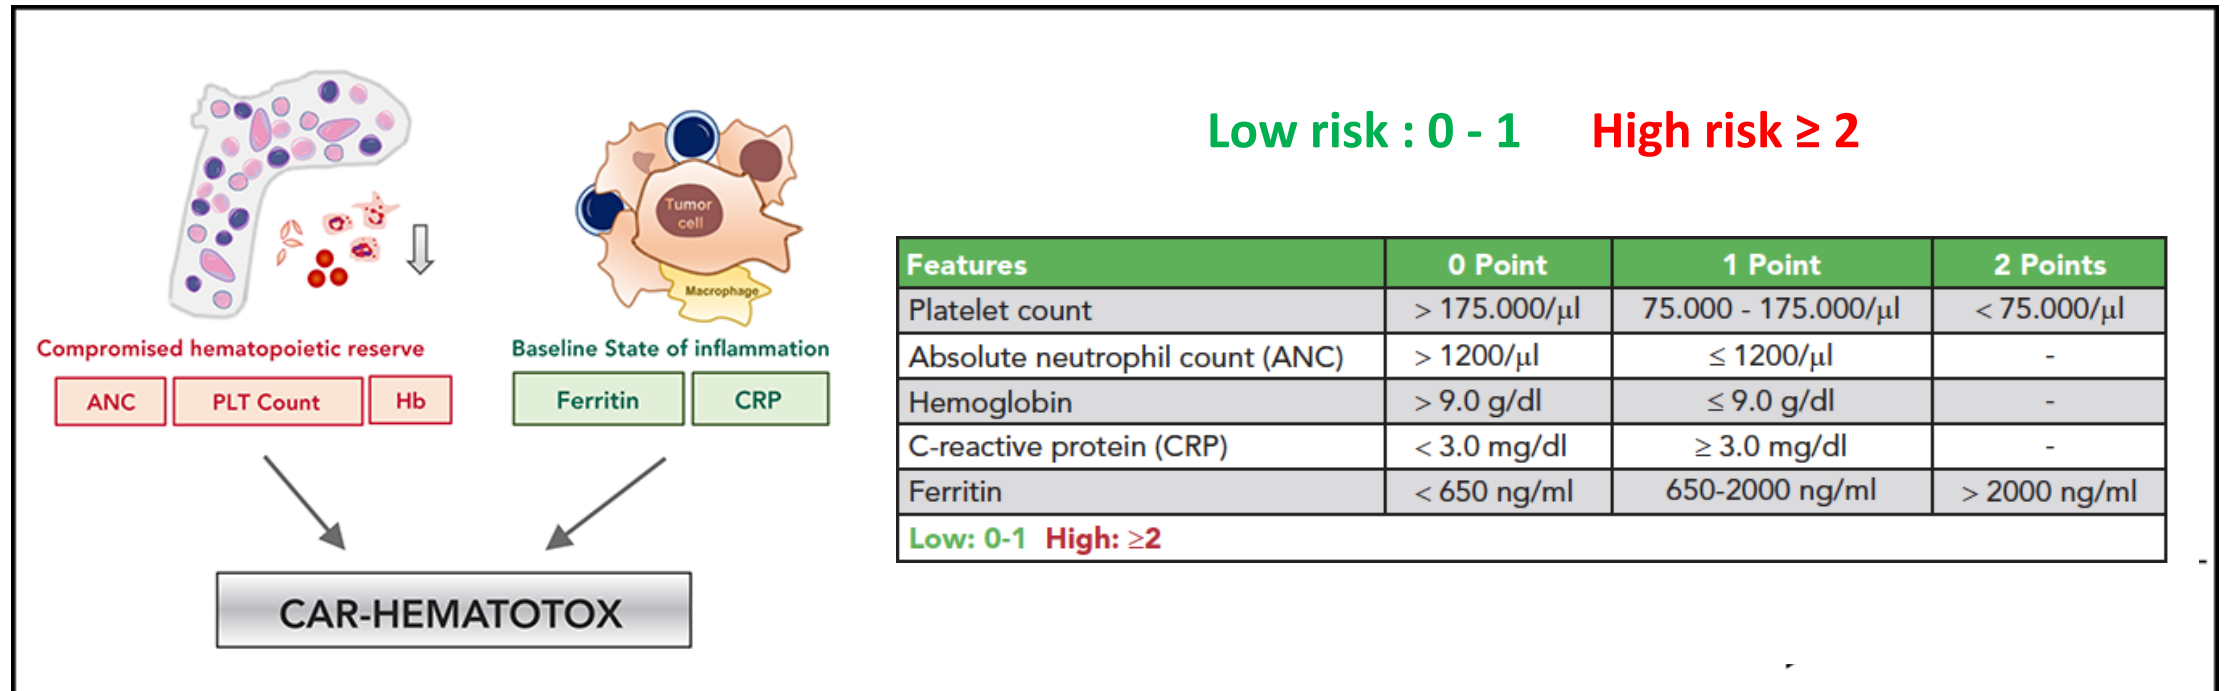 Low risk : 0 - 1 High risk ≥ 2
Tumor
cell
Macrophage
Compromised hematopoietic reserve
ANC PLT Count Hb
Baseline State of inflammation
Ferritin CRP
CAR-HEMATOTOX
Features 0 Point 1 Point 2 Points
Platelet count > 175.000/µl 75.000 - 175.000/µl < 75.000/µl
Absolute neutrophil count (ANC) > 1200/µl ≤ 1200/µl -
Hemoglobin > 9.0 g/dl ≤ 9.0 g/dl -
C-reactive protein (CRP) < 3.0 mg/dl ≥ 3.0 mg/dl -
Ferritin < 650 ng/ml 650-2000 ng/ml > 2000 ng/ml
Low: 0-1 High: ≥2